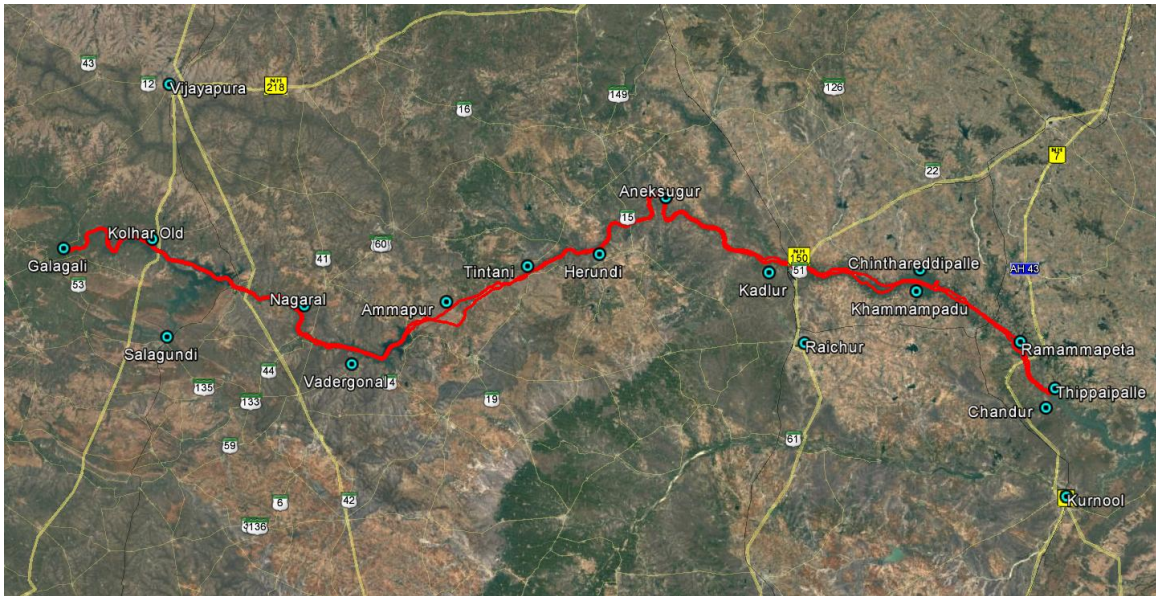 43
12
Vijayapura
NH
218
16
149
126
NH
7
22
Aneksugur
15
Kolhar Old
Galagali
41
60
53
Tintani
Herundi
NH
150
51
Kadlur
Chinthareddipalle
AH 43
Khammampadu
Nagaral
Ammapur
Salagundi
Raichur
Ramammapeta
44
Vadergonal
135
133
19
Thippaipalle
Chandur
59
61
6
42
136
Kurnool